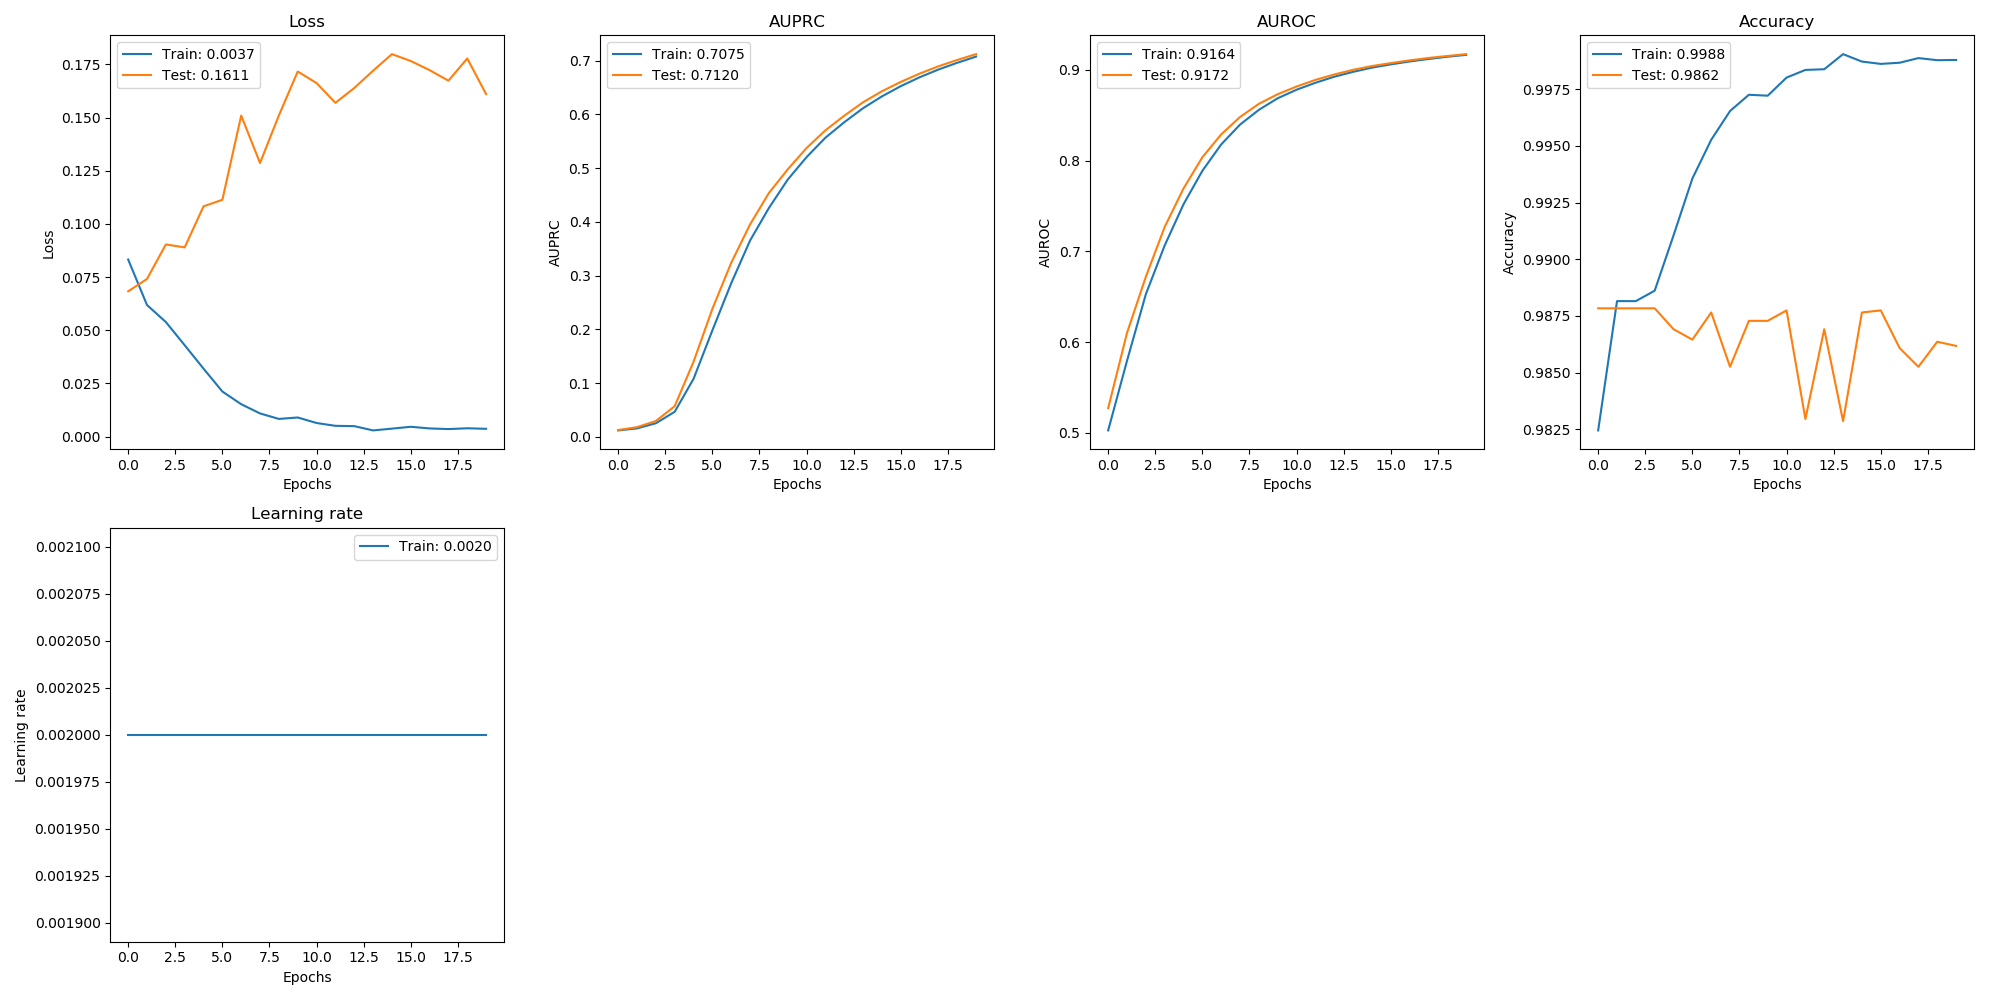 Loss
Train: 0.0037
Test: 0.1611
0.175
0.150
0.125
0.100
0.075
0.050
0.025
0.000
Loss
0.0 2.5 5.0 7.5 10.0 12.5 15.0 17.5
Epochs
AUPRC
Train: 0.7075
Test: 0.7120
0.7
0.6
0.5
0.4
0.3
0.2
0.1
0.0
AUPRC
0.0 2.5 5.0 7.5 10.0 12.5 15.0 17.5
Epochs
AUROC
Train: 0.9164
Test: 0.9172
0.9
0.8
0.7
0.6
0.5
AUROC
0.0 2.5 5.0 7.5 10.0 12.5 15.0 17.5
Epochs
Accuracy
Train: 0.9988
Test: 0.9862
0.9975
0.9950
0.9925
0.9900
0.9875
0.9850
0.9825
Accuracy
0.0 2.5 5.0 7.5 10.0 12.5 15.0 17.5
Epochs
Learning rate
Train: 0.0020
0.002100
0.002075
0.002050
0.002025
0.002000
0.001975
0.001950
0.001925
0.001900
Learning rate
0.0 2.5 5.0 7.5 10.0 12.5 15.0 17.5
Epochs